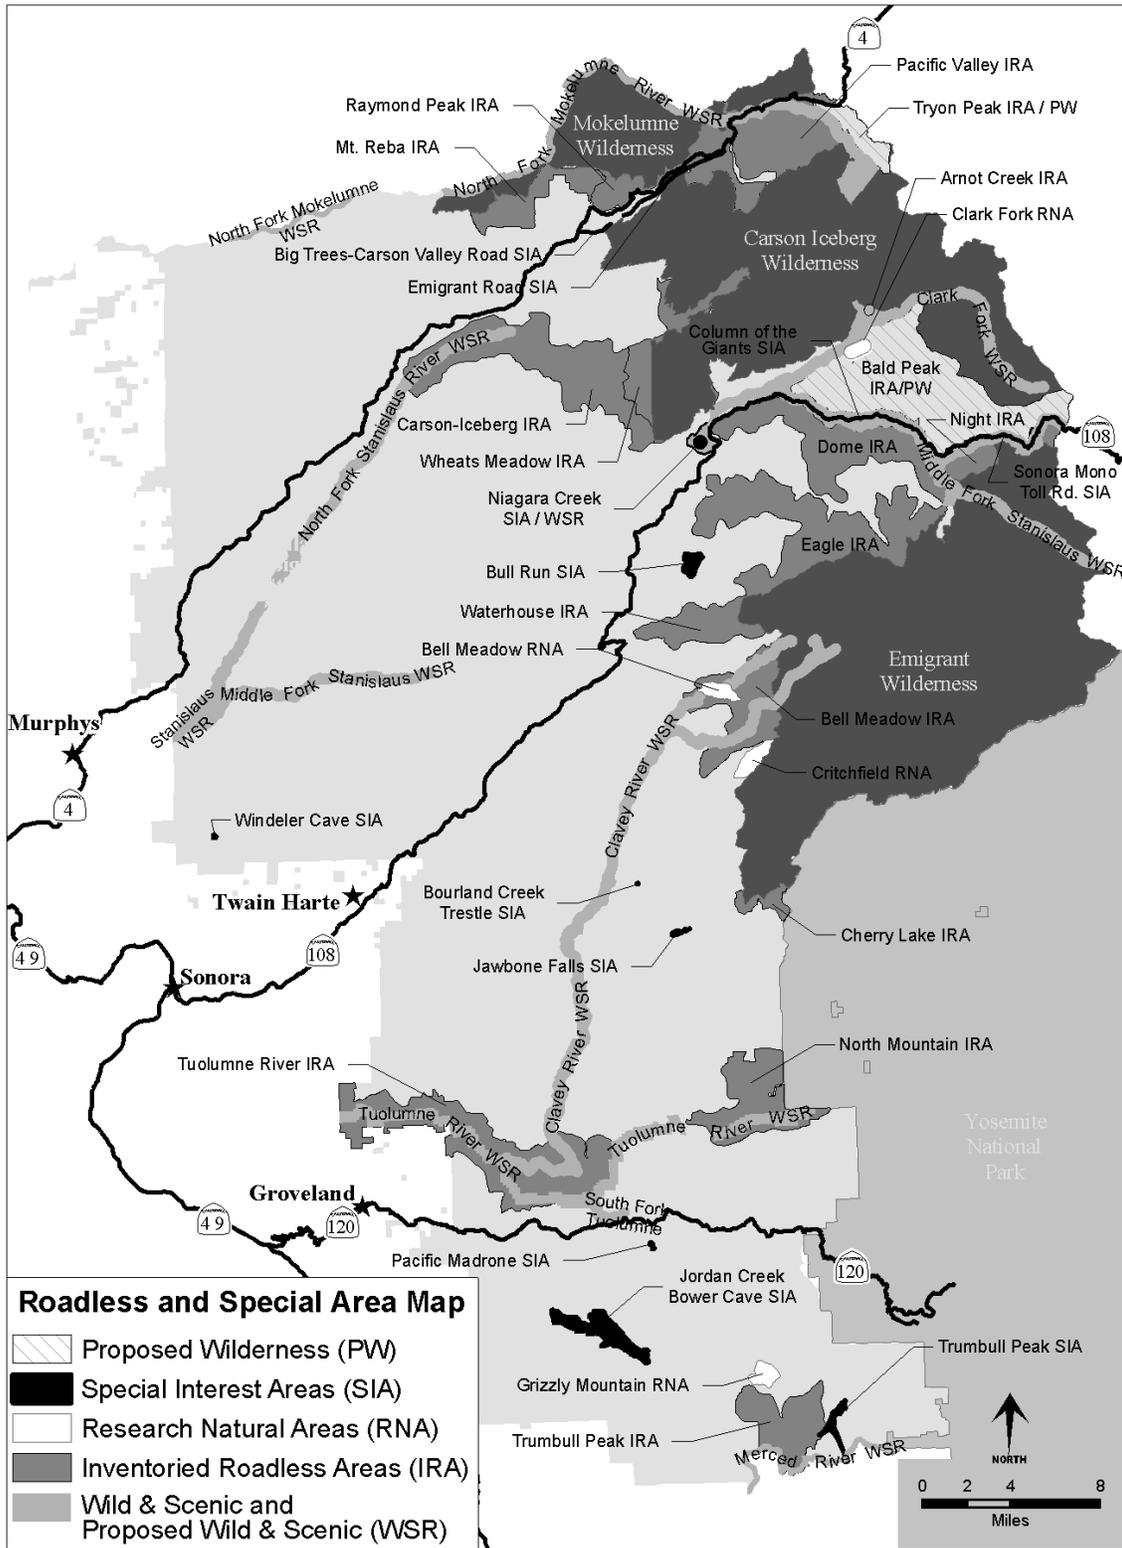 4
Pacific Valley IRA
Mokelumne River WSR
Raymond Peak IRA
Tryon Peak IRA / PW
Mokelumne
Wilderness
Mt. Reba IRA
North Fork
Arnot Creek IRA
North Fork Mokelumne
WSR
Clark Fork RNA
Carson Iceberg
Wilderness
Big Trees-Carson Valley Road SIA
Emigrant Road SIA
Clark Fork WSR
Column of the
Giants SIA
North Fork Stanislaus River WSR
Bald Peak
IRA/PW
Carson-Iceberg IRA
Night IRA
108
Wheats Meadow IRA
Dome IRA
Sonora Mono
Toll Rd. SIA
Middle Fork Stanislaus WSR
Niagara Creek
SIA / WSR
Eagle IRA
Bull Run SIA
Waterhouse IRA
Bell Meadow RNA
Emigrant
Wilderness
Middle Fork Stanislaus WSR
Stanislaus
WSR
Murphys
Bell Meadow IRA
Clavey River WSR
Critchfield RNA
4
Windeler Cave SIA
Twain Harte
Bourland Creek
Trestle SIA
Cherry Lake IRA
49
108
Jawbone Falls SIA
Sonora
Clavey River WSR
North Mountain IRA
Tuolumne River IRA
Tuolumne River WSR
Tuolumne River WSR
Yosemite
National
Park
Groveland
South Fork
Tuolumne
49
120
Pacific Madrone SIA
120
Jordan Creek
Bower Cave SIA
Trumbull Peak SIA
Grizzly Mountain RNA
Trumbull Peak IRA
Merced River WSR
Roadless and Special Area Map
Proposed Wilderness (PW)
Special Interest Areas (SIA)
Research Natural Areas (RNA)
Inventoried Roadless Areas (IRA)
Wild & Scenic and
Proposed Wild & Scenic (WSR)
NORTH
0 2 4 8
Miles